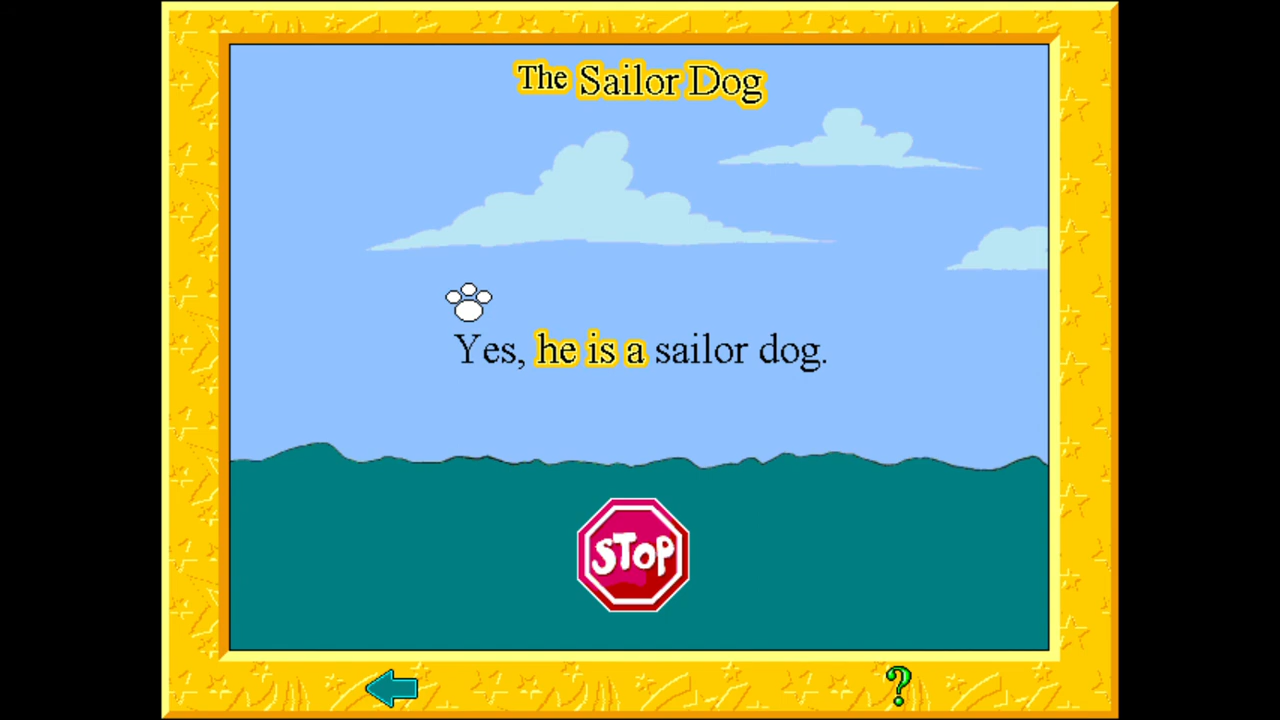 The Sailor Dog
Yes, he is a sailor dog.
STOP
?